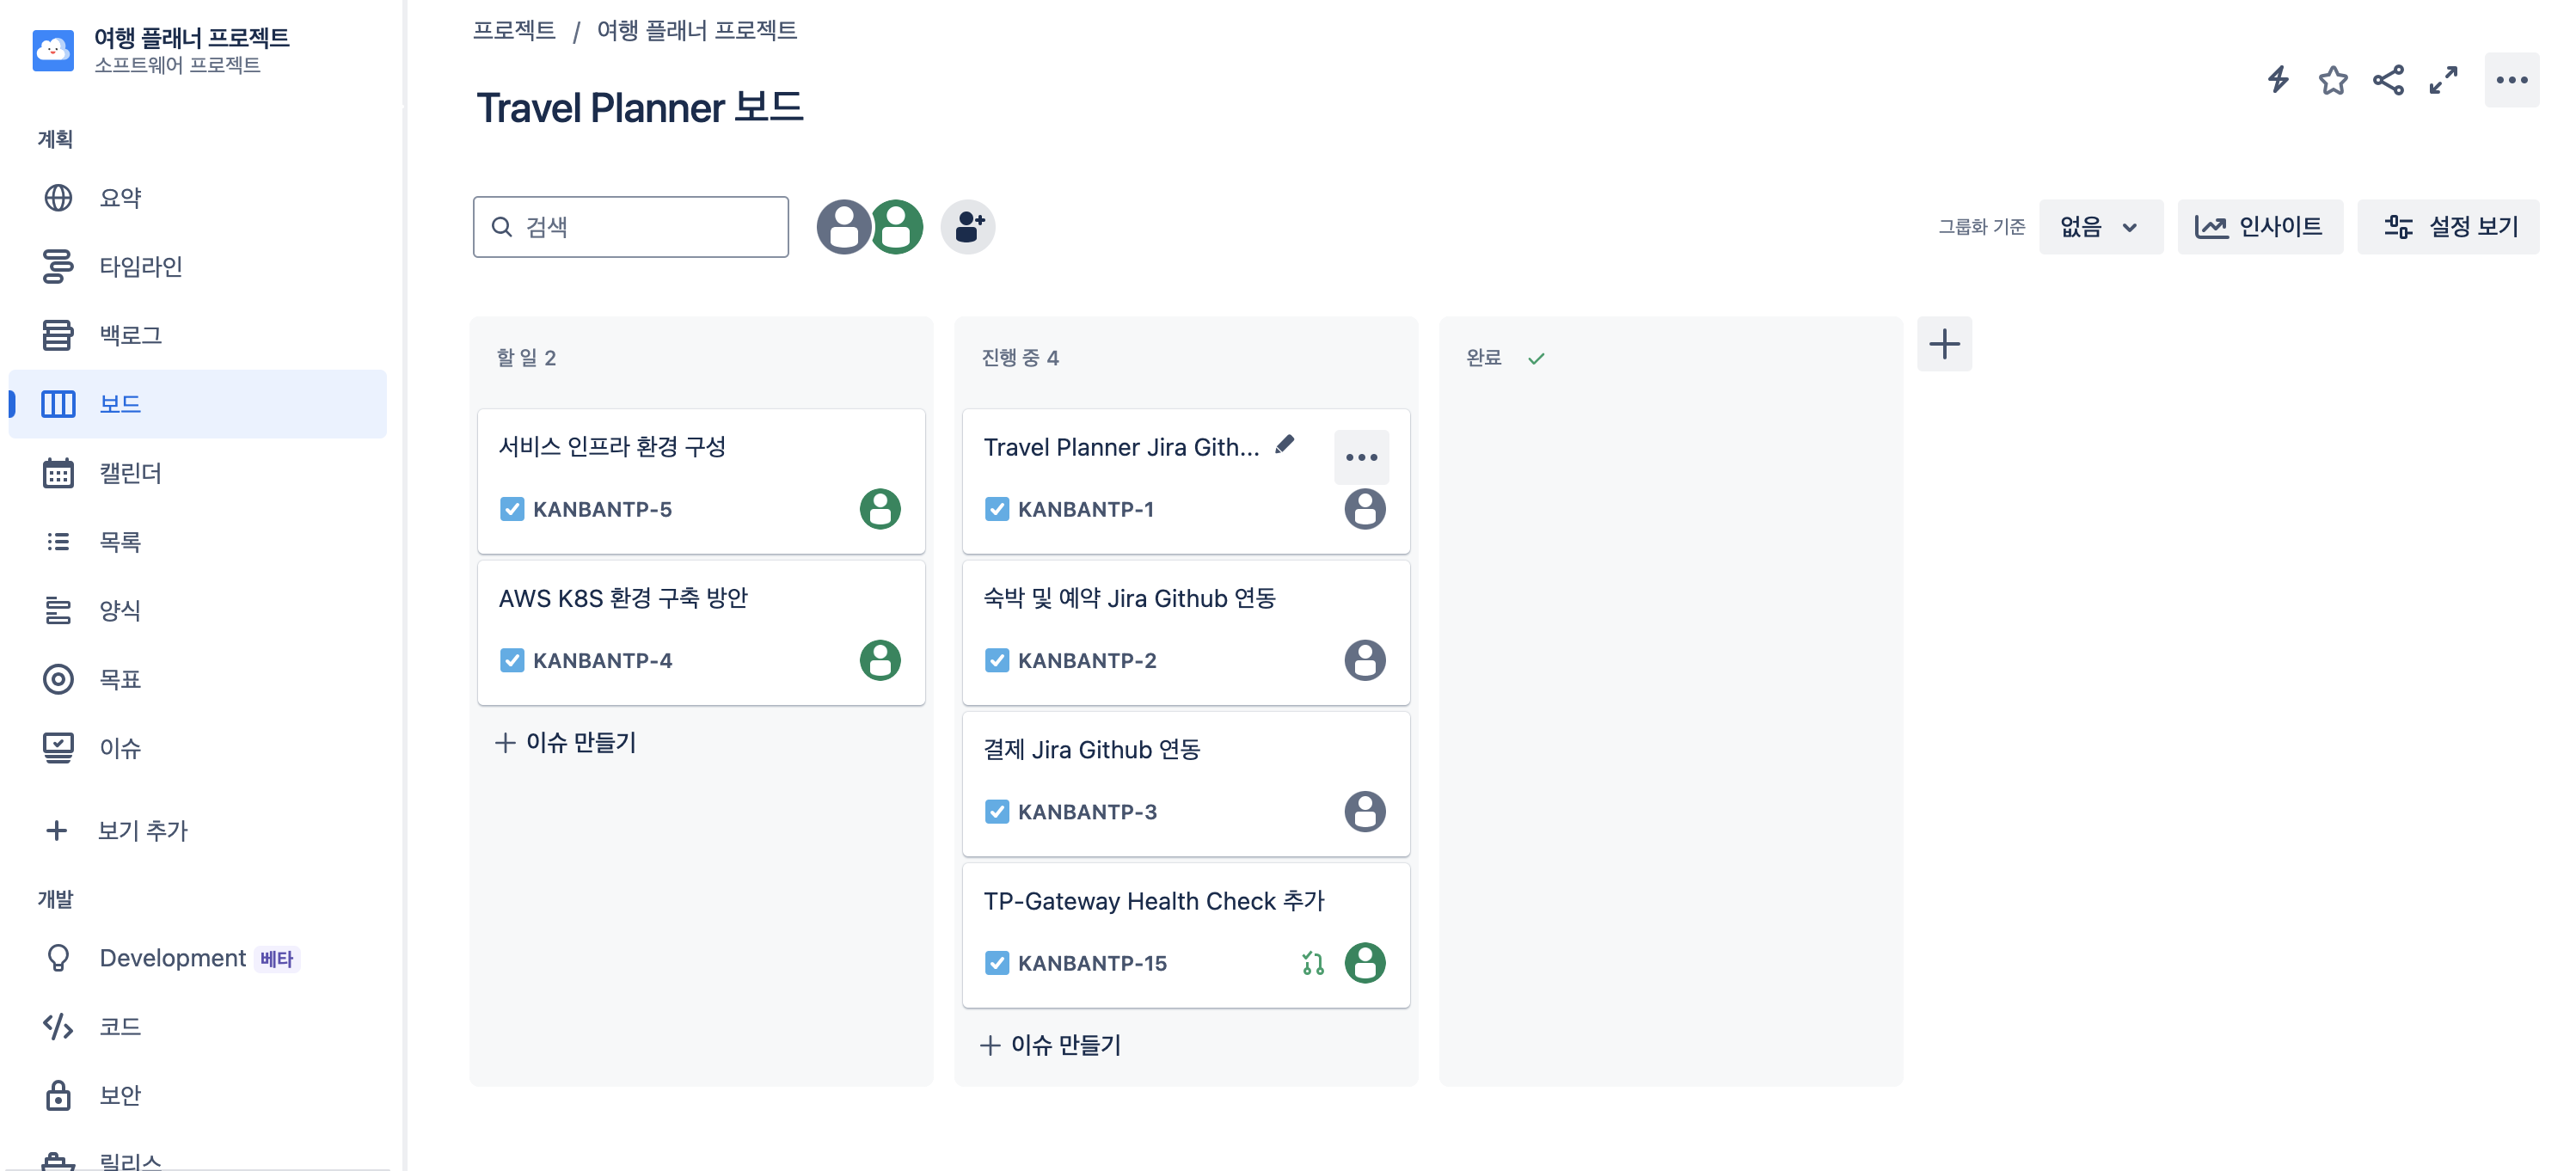 여행 플래너 프로젝트
소프트웨어 프로젝트
계획
요약
타임라인
백로그
보드
캘린더
목록
양식
목표
이슈
보기 추가
개발
Development 베타
코드
보안
릴리스
프로젝트 / 여행 플래너 프로젝트
Travel Planner 보드
검색
그룹화 기준 없음 인사이트 설정 보기
할 일 2
서비스 인프라 환경 구성
KANBANTP-5
AWS K8S 환경 구축 방안
KANBANTP-4
이슈 만들기
진행 중 4
Travel Planner Jira Gith...
KANBANTP-1
숙박 및 예약 Jira Github 연동
KANBANTP-2
결제 Jira Github 연동
KANBANTP-3
TP-Gateway Health Check 추가
KANBANTP-15
이슈 만들기
완료